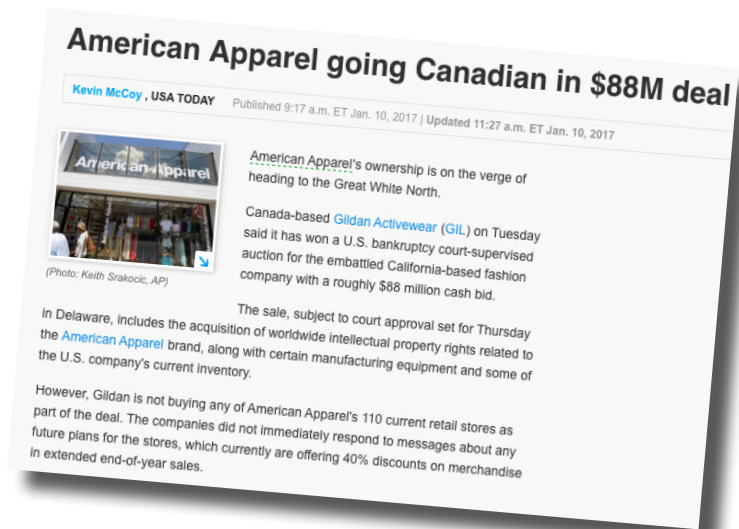 American Apparel going Canadian in $88M deal
Kevin McCoy , USA TODAY Published 9:17 a.m. ET Jan. 10, 2017 | Updated 11:27 a.m. ET Jan. 10, 2017
American Apparel
(Photo: Keith Srakocic, AP)
American Apparel's ownership is on the verge of
heading to the Great White North.
Canada-based Gildan Activewear (GIL) on Tuesday
said it has won a U.S. bankruptcy court-supervised
auction for the embattled California-based fashion
company with a roughly $88 million cash bid.
The sale, subject to court approval set for Thursday
in Delaware, includes the acquisition of worldwide intellectual property rights related to
the American Apparel brand, along with certain manufacturing equipment and some of
the U.S. company's current inventory.
However, Gildan is not buying any of American Apparel's 110 current retail stores as
part of the deal. The companies did not immediately respond to messages about any
future plans for the stores, which currently are offering 40% discounts on merchandise
in extended end-of-year sales.